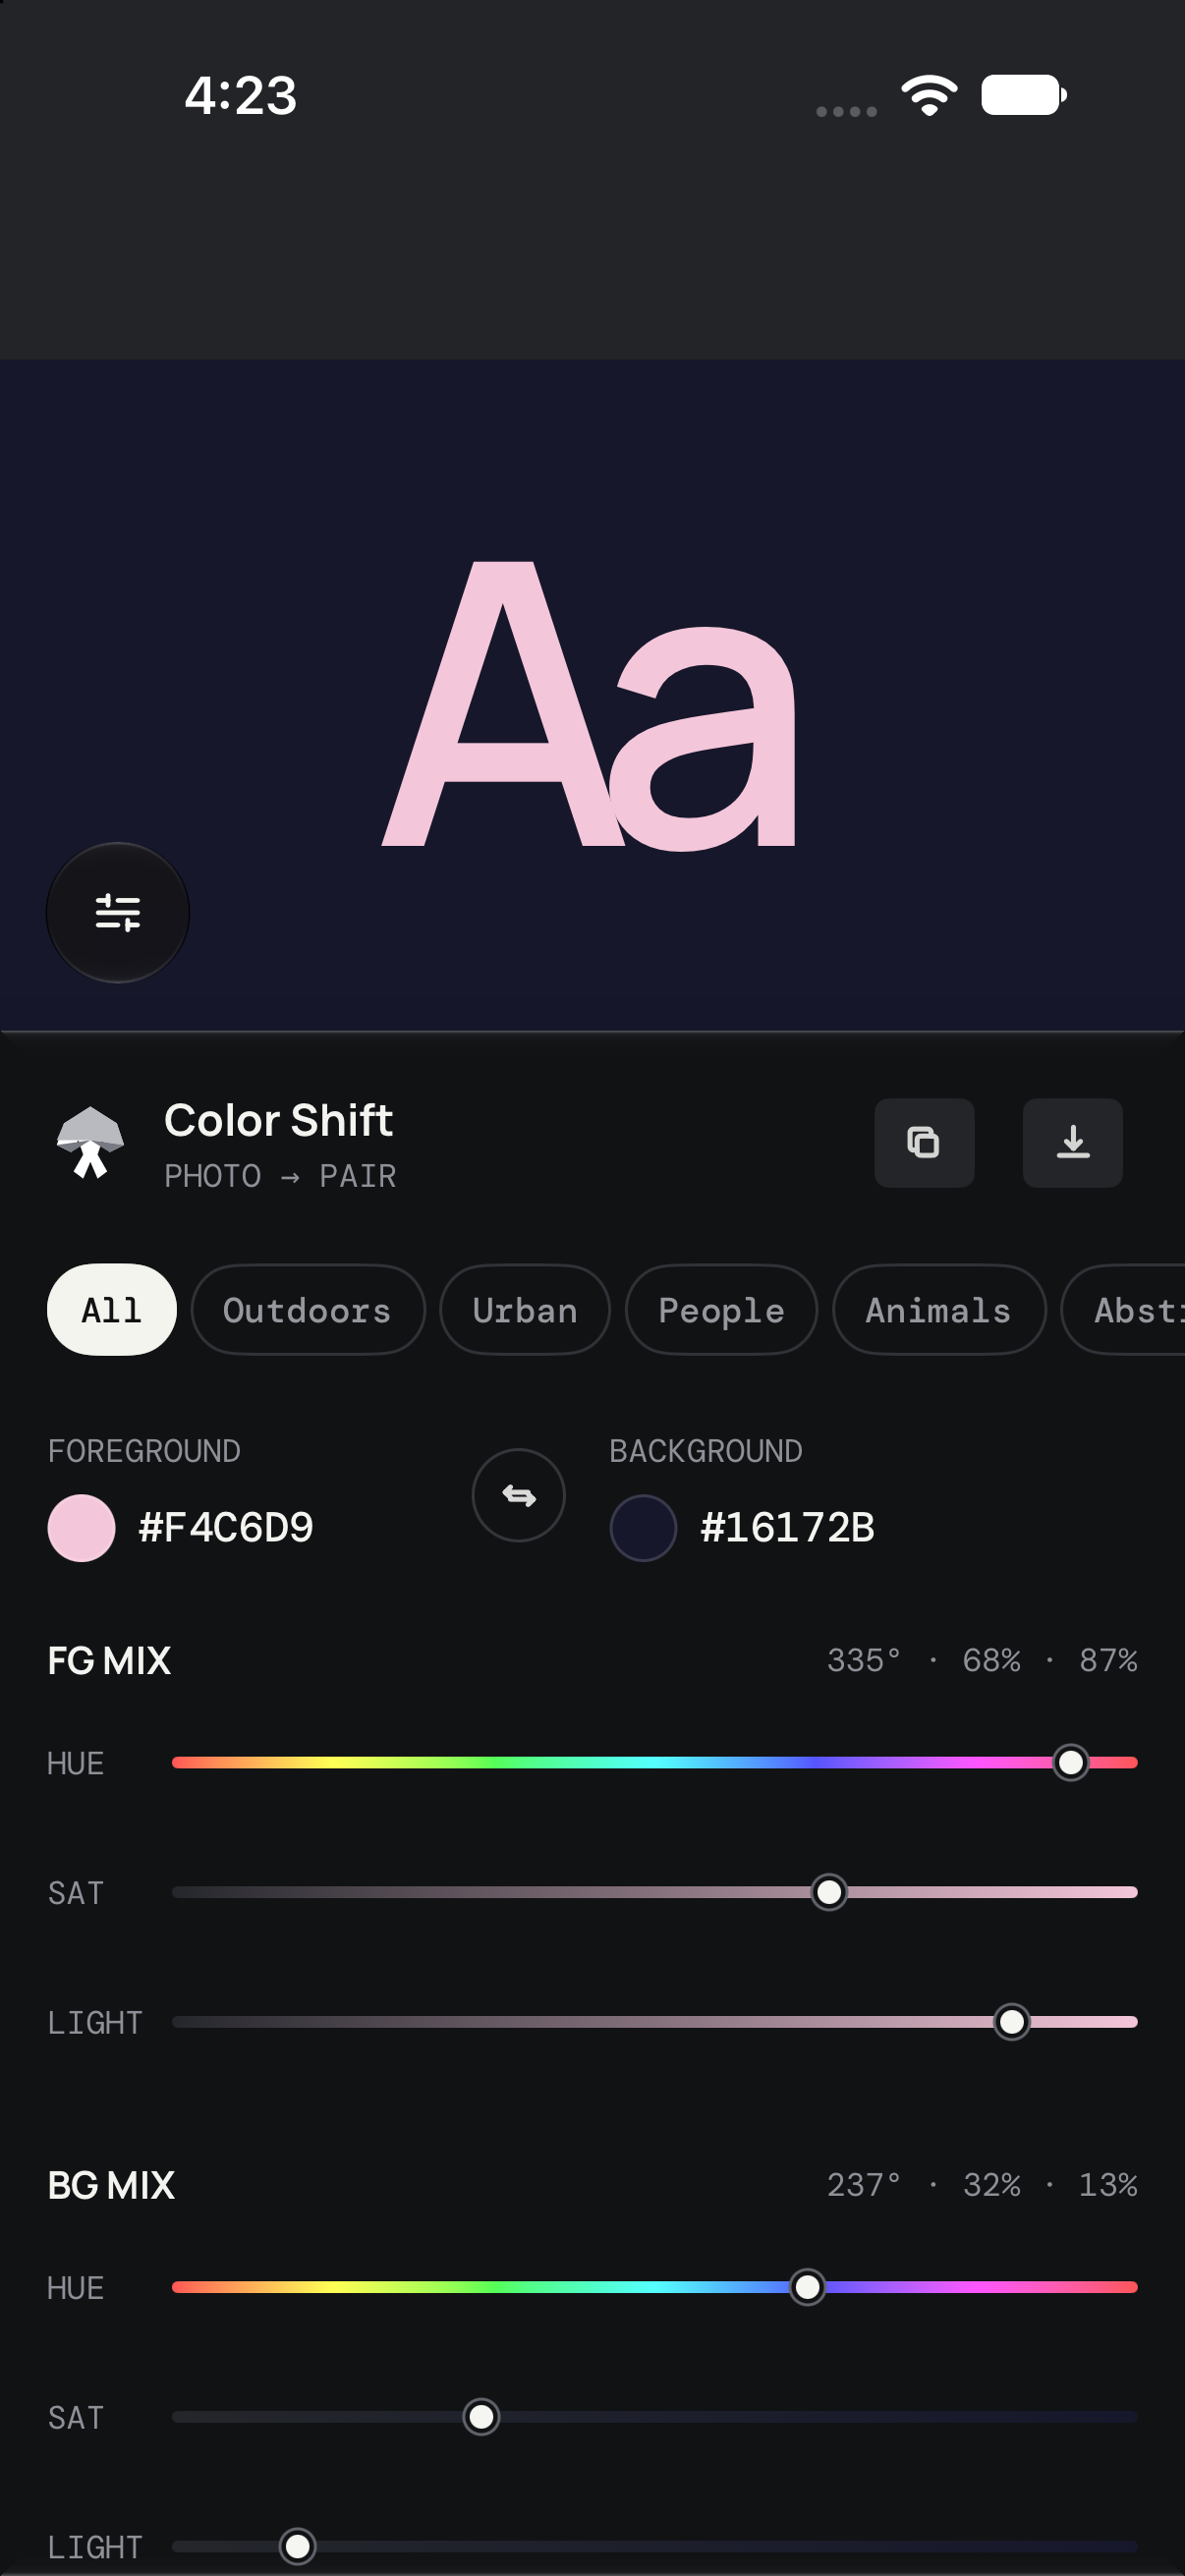 4:23
Aa
Color Shift
PHOTO → PAIR
All Outdoors Urban People Animals
FOREGROUND BACKGROUND
#F4C6D9 #16172B
FG MIX 335° · 68% · 87%
HUE
SAT
LIGHT
BG MIX 237° · 32% · 13%
HUE
SAT
LIGHT